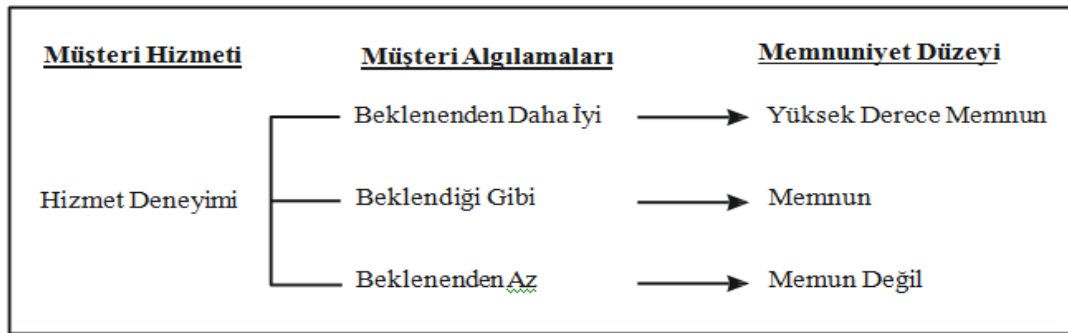 Müşteri Hizmeti Müşteri Algılamaları Memnuniyet Düzeyi
Beklenenden Daha İyi Yüksek Derece Memnun
Hizmet Deneyimi Beklendiği Gibi Memnun
Beklenenden Az Memun Değil